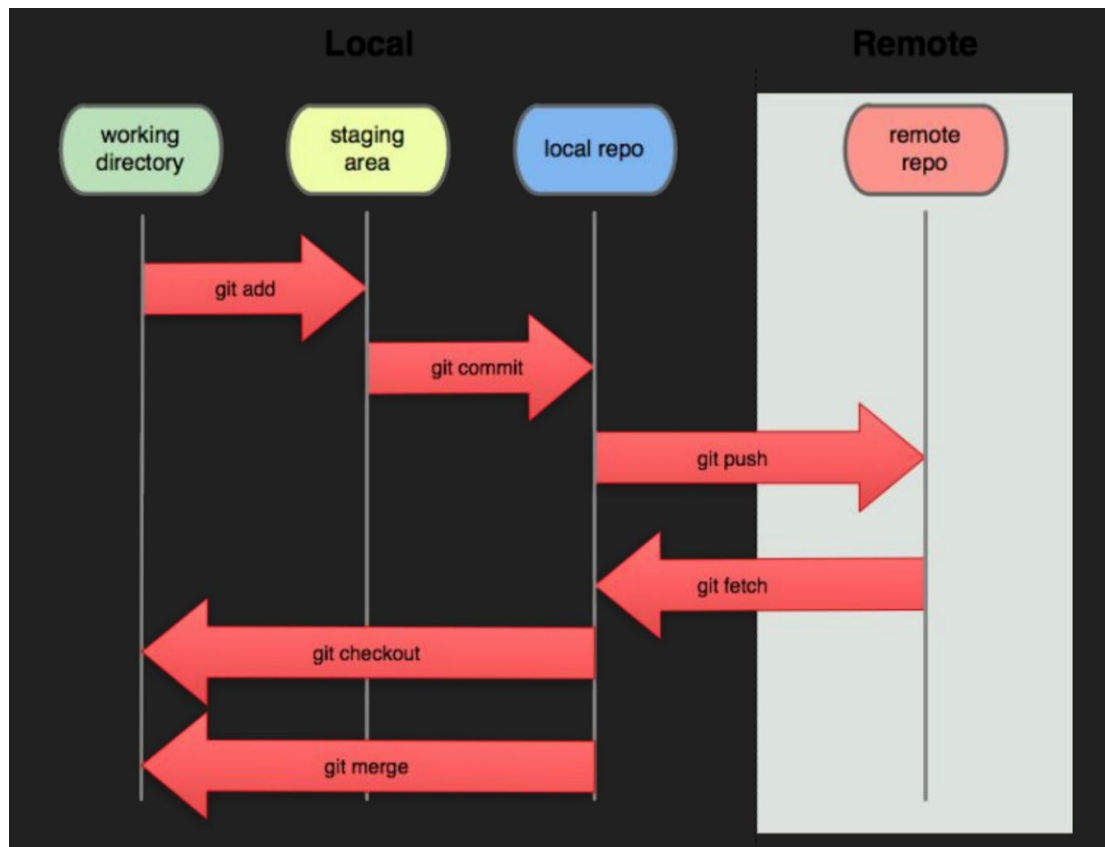 Local
Remote
working
directory
staging
area
local repo
remote
repo
git add
git commit
git push
git fetch
git checkout
git merge